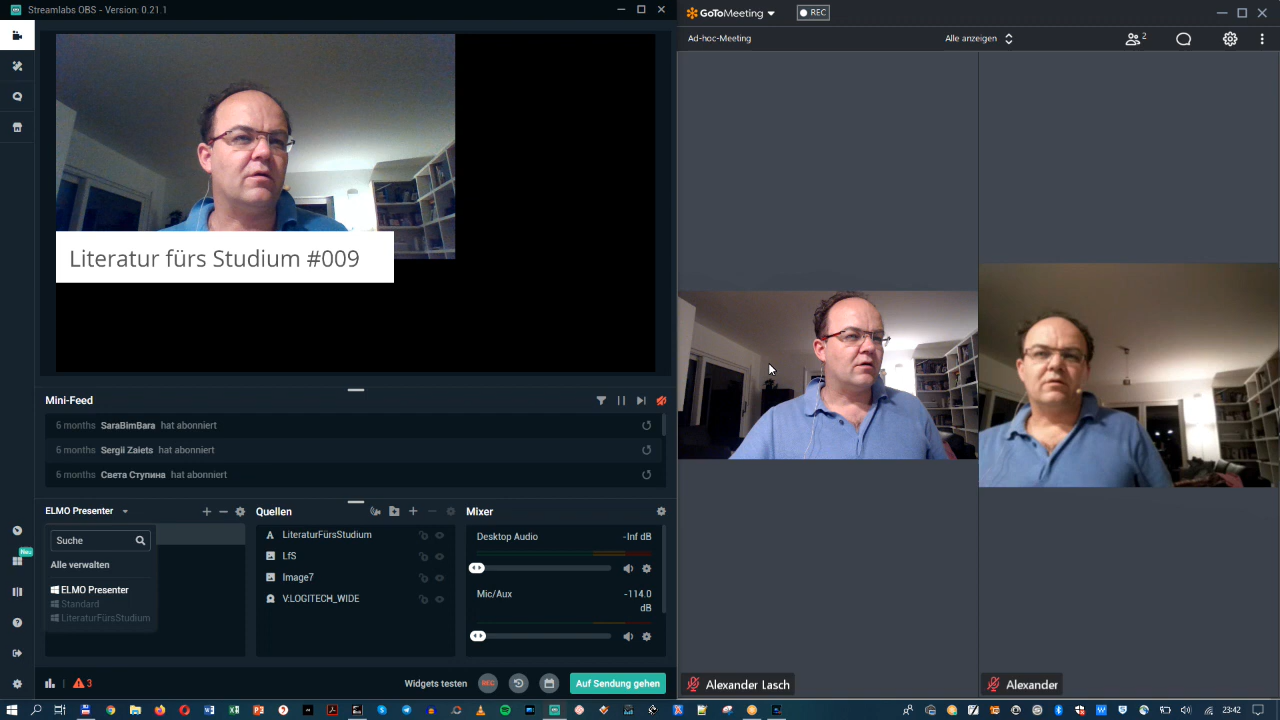 Streamlabs OBS - Version: 0.21.1
Literatur fürs Studium #009
Mini-Feed
6 months SaraBimBara hat abonniert
6 months Sergii Zaiets hat abonniert
6 months Света Ступина hat abonniert
ELMO Presenter
Suche
Alle verwalten
ELMO Presenter
Standard
LiteraturFürsStudium
Neu
Quellen
LiteraturFürsStudium
LfS
Image7
V:LOGITECH_WIDE
Mixer
Desktop Audio -Inf dB
Mic/Aux -114.0
dB
3
Widgets testen
REC
Auf Sendung gehen
GoToMeeting
REC
Ad-hoc-Meeting
Alle anzeigen
2
Alexander Lasch
Alexander
23:42